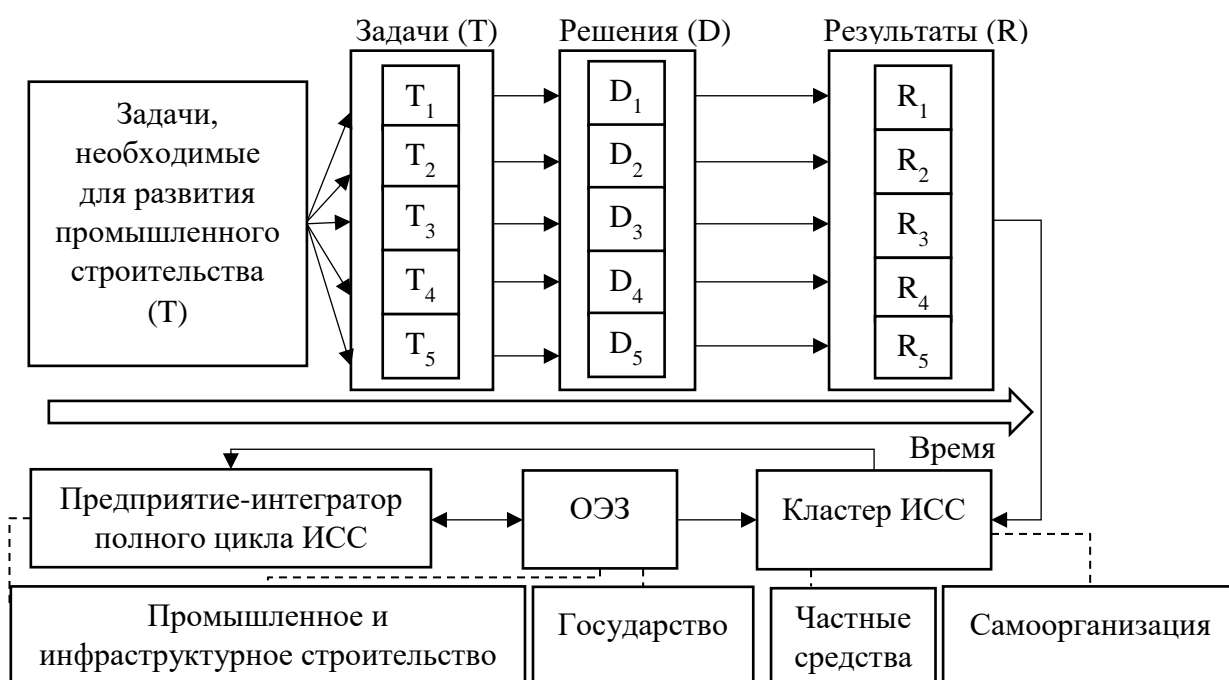 Задачи (Т) Решения (D) Результаты (R)
Задачи,
необходимые
для развития
промышленного
строительства
(Т)
T1 D1 R1
T2 D2 R2
T3 D3 R3
T4 D4 R4
T5 D5 R5
Время
Предприятие-интегратор
полного цикла ИСС
ОЭЗ
Кластер ИСС
Промышленное и
инфраструктурное строительство
Государство
Частные
средства
Самоорганизация